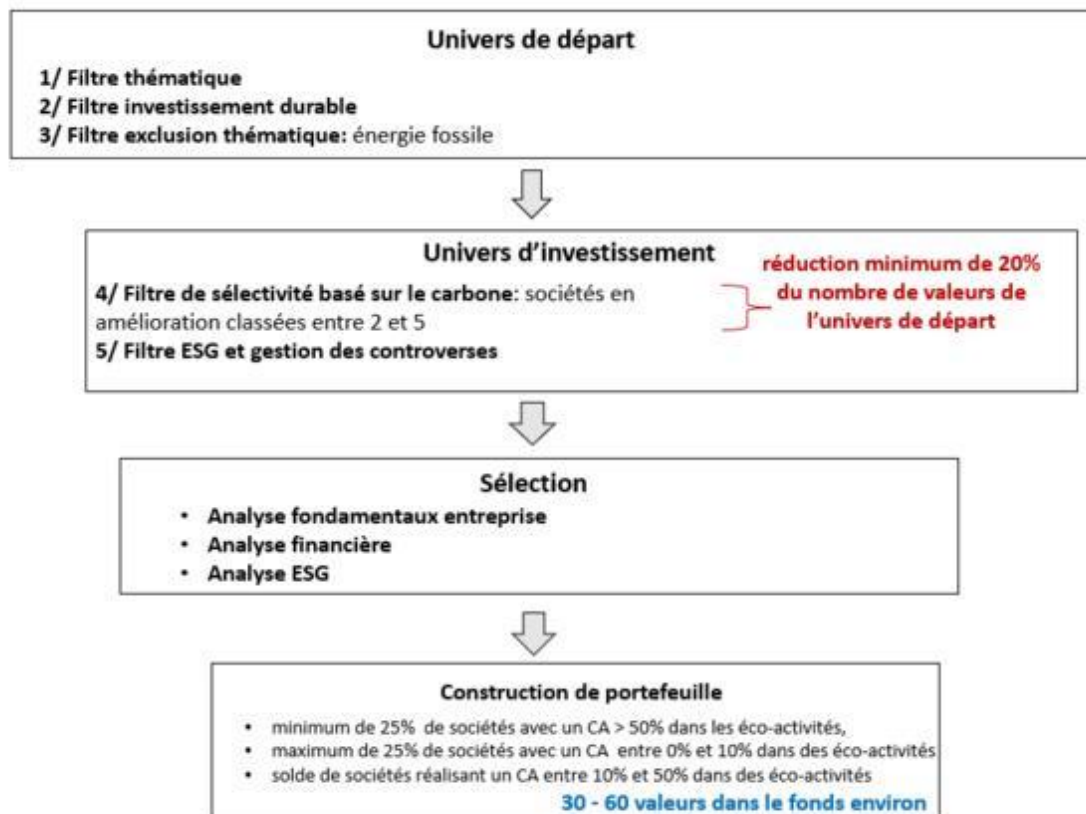 Univers de départ
1/ Filtre thématique
2/ Filtre investissement durable
3/ Filtre exclusion thématique: énergie fossile
Univers d’investissement
4/ Filtre de sélectivité basé sur le carbone: sociétés en
amélioration classées entre 2 et 5
5/ Filtre ESG et gestion des controverses
réduction minimum de 20%
du nombre de valeurs de
l’univers de départ
Sélection
• Analyse fondamentaux entreprise
• Analyse financière
• Analyse ESG
Construction de portefeuille
• minimum de 25% de sociétés avec un CA > 50% dans les éco-activités,
• maximum de 25% de sociétés avec un CA entre 0% et 10% dans des éco-activités
• solde de sociétés réalisant un CA entre 10% et 50% dans des éco-activités
30 - 60 valeurs dans le fonds environ